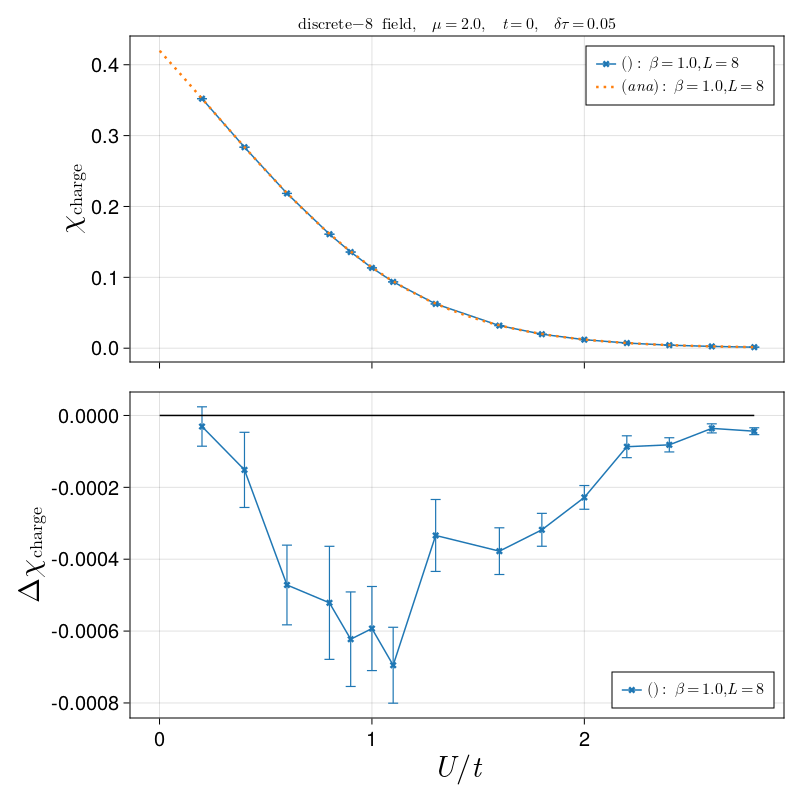 discrete−8 field, μ = 2.0, t = 0, δτ = 0.05
0.4
0.3
0.2
0.1
0.0
χcharge
() : β = 1.0, L = 8
(ana) : β = 1.0, L = 8
0.0000
-0.0002
-0.0004
-0.0006
-0.0008
Δχcharge
() : β = 1.0, L = 8
0 1 2
U/t